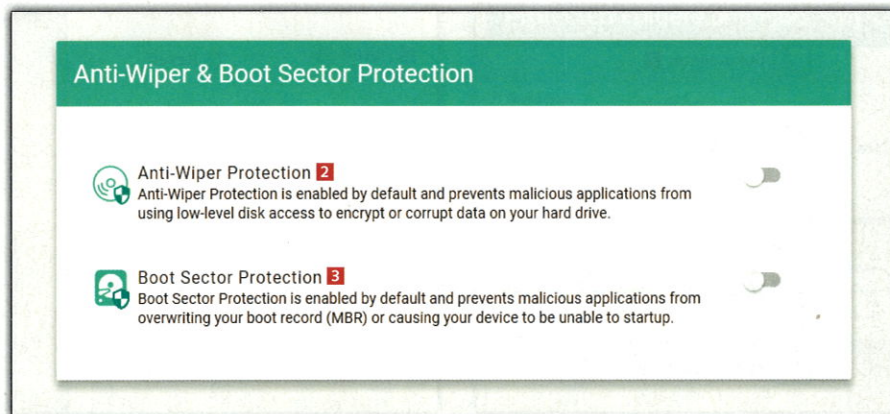 Anti-Wiper & Boot Sector Protection
Anti-Wiper Protection 2
Anti-Wiper Protection is enabled by default and prevents malicious applications from
using low-level disk access to encrypt or corrupt data on your hard drive.
Boot Sector Protection 3
Boot Sector Protection is enabled by default and prevents malicious applications from
overwriting your boot record (MBR) or causing your device to be unable to startup.